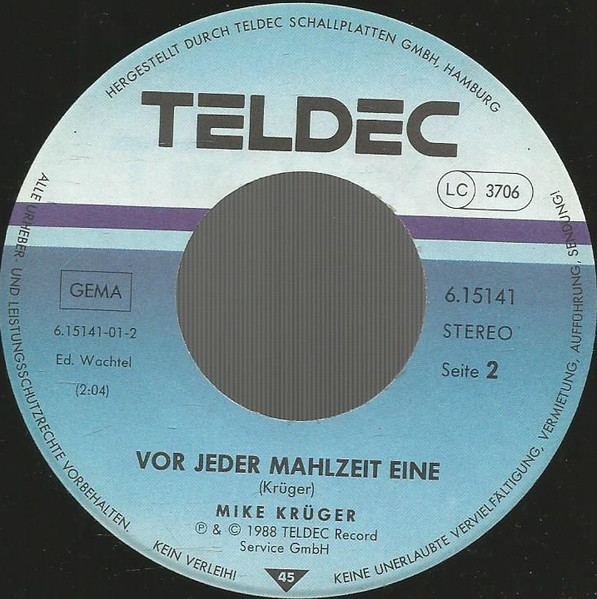 HERGESTELLT DURCH TELDEC SCHALLPLATTEN GMBH, HAMBURG
TELDEC
LC 3706
GEMA
6.15141-01-2
Ed. Wachtel
(2:04)
6.15141
STEREO
Seite 2
VOR JEDER MAHLZEIT EINE
(Krüger)
MIKE KRÜGER
℗ & © 1988 TELDEC Record
Service GmbH
45
ALLE URHEBER- UND LEISTUNGSSCHUTZRECHTE VORBEHALTEN. KEIN VERLEIH! KEINE UNERLAUBTE VERVIELFÄLTIGUNG, VERMIETUNG, AUFFÜHRUNG, SENDUNG!